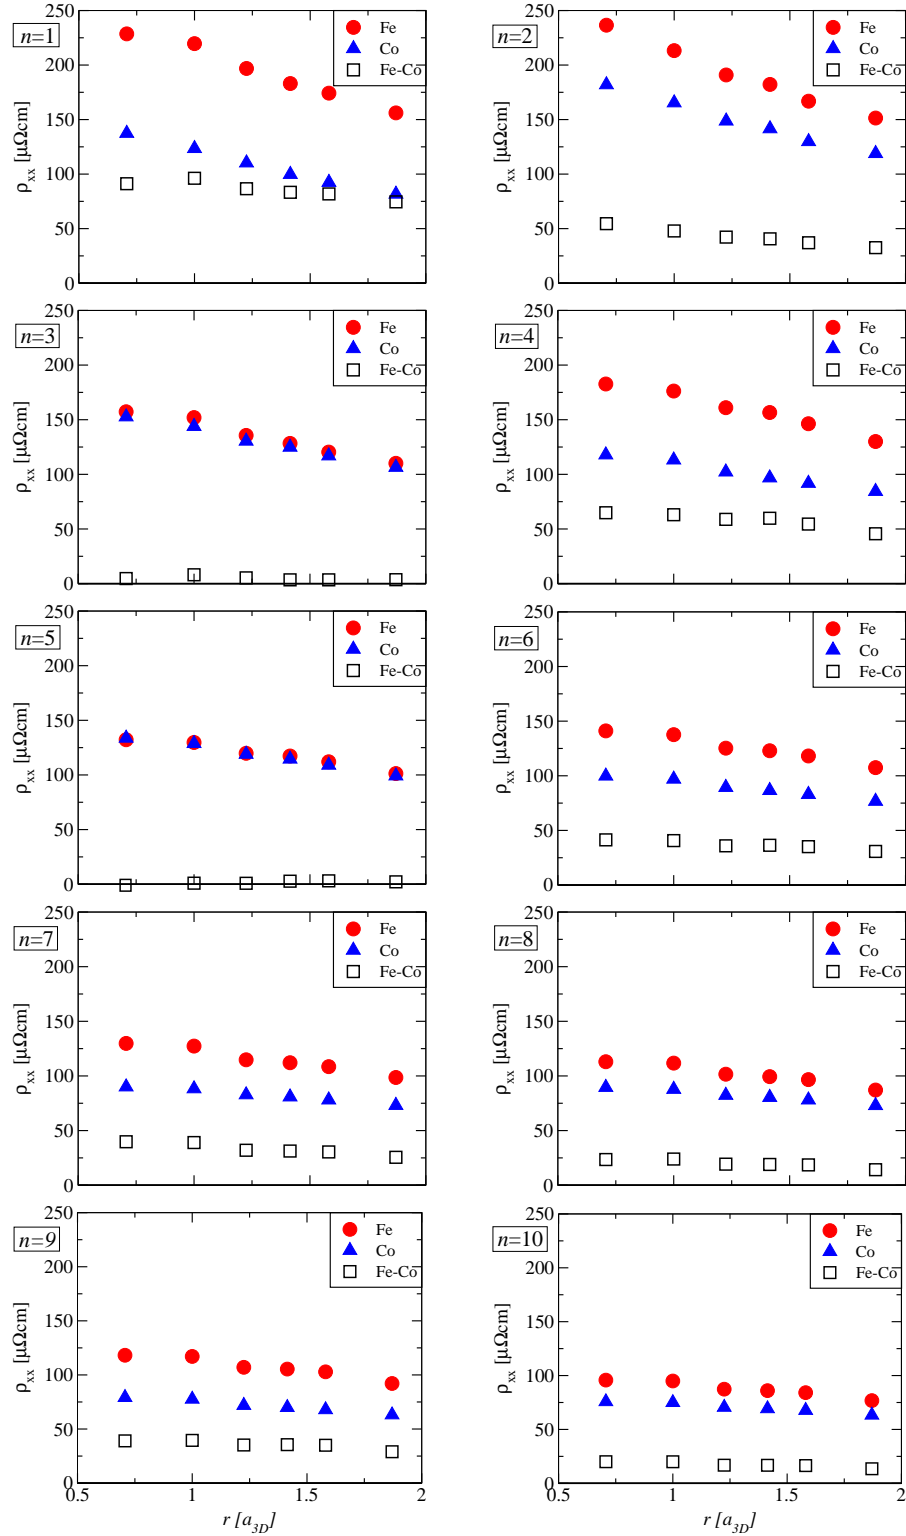 n=1
ρxx [μΩcm]
250
200
150
100
50
0
Fe
Co
Fe-Co
n=2
ρxx [μΩcm]
250
200
150
100
50
0
Fe
Co
Fe-Co
n=3
ρxx [μΩcm]
250
200
150
100
50
0
Fe
Co
Fe-Co
n=4
ρxx [μΩcm]
250
200
150
100
50
0
Fe
Co
Fe-Co
n=5
ρxx [μΩcm]
250
200
150
100
50
0
Fe
Co
Fe-Co
n=6
ρxx [μΩcm]
250
200
150
100
50
0
Fe
Co
Fe-Co
n=7
ρxx [μΩcm]
250
200
150
100
50
0
Fe
Co
Fe-Co
n=8
ρxx [μΩcm]
250
200
150
100
50
0
Fe
Co
Fe-Co
n=9
ρxx [μΩcm]
250
200
150
100
50
0
Fe
Co
Fe-Co
0.5 1 1.5 2
r [a3D]
n=10
ρxx [μΩcm]
250
200
150
100
50
0
Fe
Co
Fe-Co
0.5 1 1.5 2
r [a3D]